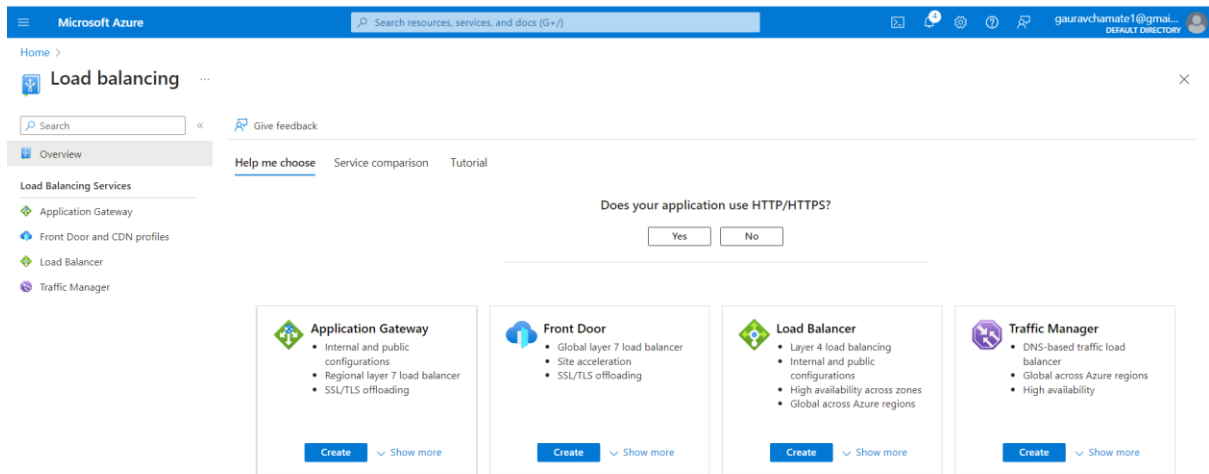 Microsoft Azure
Search resources, services, and docs (G+/)
4
gauravchamate1@gmai...
DEFAULT DIRECTORY
Home >
Load balancing ...
Search
«
Give feedback
Overview
Help me choose
Service comparison
Tutorial
Load Balancing Services
Application Gateway
Front Door and CDN profiles
Load Balancer
Traffic Manager
Does your application use HTTP/HTTPS?
Yes
No
Application Gateway
• Internal and public
configurations
• Regional layer 7 load balancer
• SSL/TLS offloading
Create
Show more
Front Door
• Global layer 7 load balancer
• Site acceleration
• SSL/TLS offloading
Create
Show more
Load Balancer
• Layer 4 load balancing
• Internal and public
configurations
• High availability across zones
• Global across Azure regions
Create
Show more
Traffic Manager
• DNS-based traffic load
balancer
• Global across Azure regions
• High availability
Create
Show more